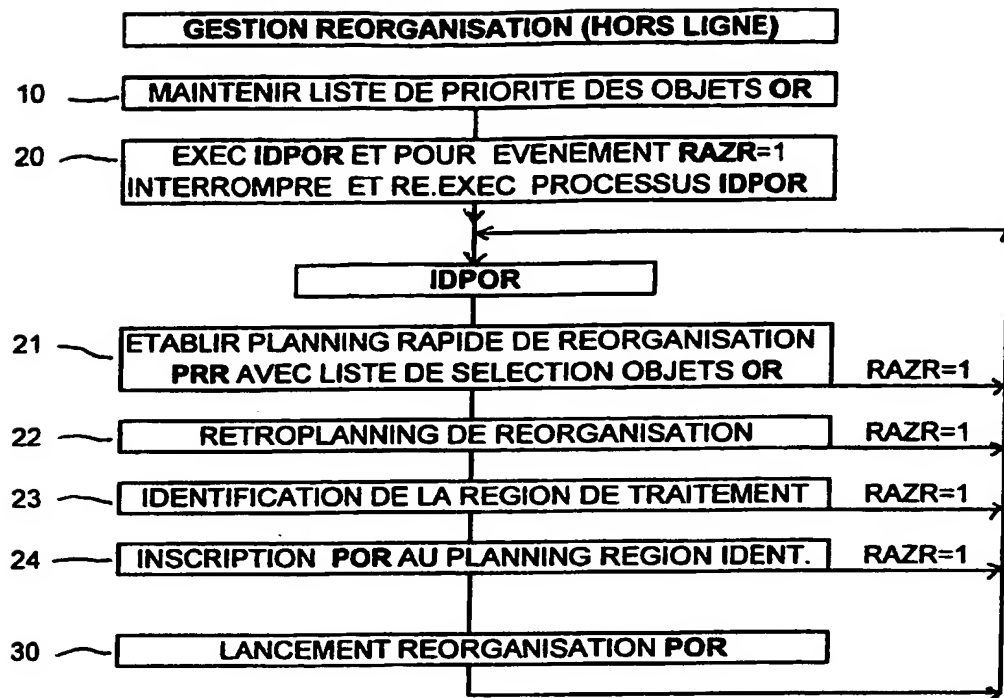 GESTION REORGANISATION (HORS LIGNE)
10 MAINTENIR LISTE DE PRIORITE DES OBJETS OR
20 EXEC IDPOR ET POUR EVENEMENT RAZR=1
INTERROMPRE ET RE.EXEC PROCESSUS IDPOR
IDPOR
21 ETABLIR PLANNING RAPIDE DE REORGANISATION
PRR AVEC LISTE DE SELECTION OBJETS OR RAZR=1
22 RETROPLANNING DE REORGANISATION RAZR=1
23 IDENTIFICATION DE LA REGION DE TRAITEMENT RAZR=1
24 INSCRIPTION POR AU PLANNING REGION IDENT. RAZR=1
30 LANCEMENT REORGANISATION POR